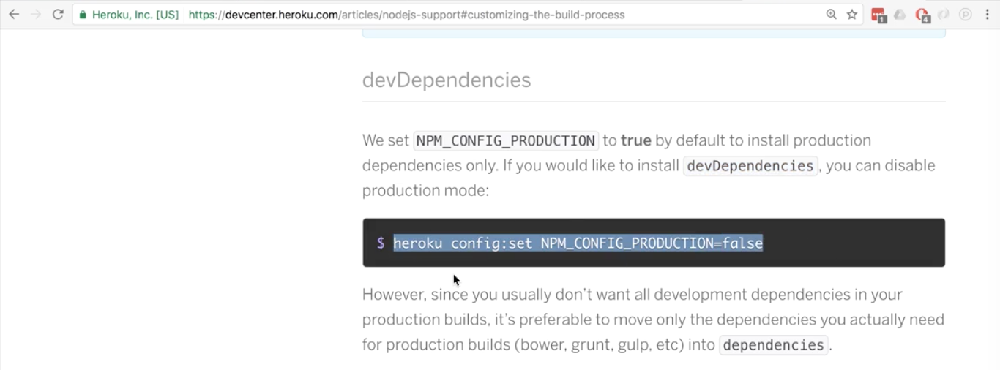 Heroku, Inc. [US] https://devcenter.heroku.com/articles/nodejs-support#customizing-the-build-process
1
4
devDependencies
We set NPM_CONFIG_PRODUCTION to true by default to install production
dependencies only. If you would like to install devDependencies, you can disable
production mode:
$ heroku config:set NPM_CONFIG_PRODUCTION=false
However, since you usually don't want all development dependencies in your
production builds, it's preferable to move only the dependencies you actually need
for production builds (bower, grunt, gulp, etc) into dependencies.